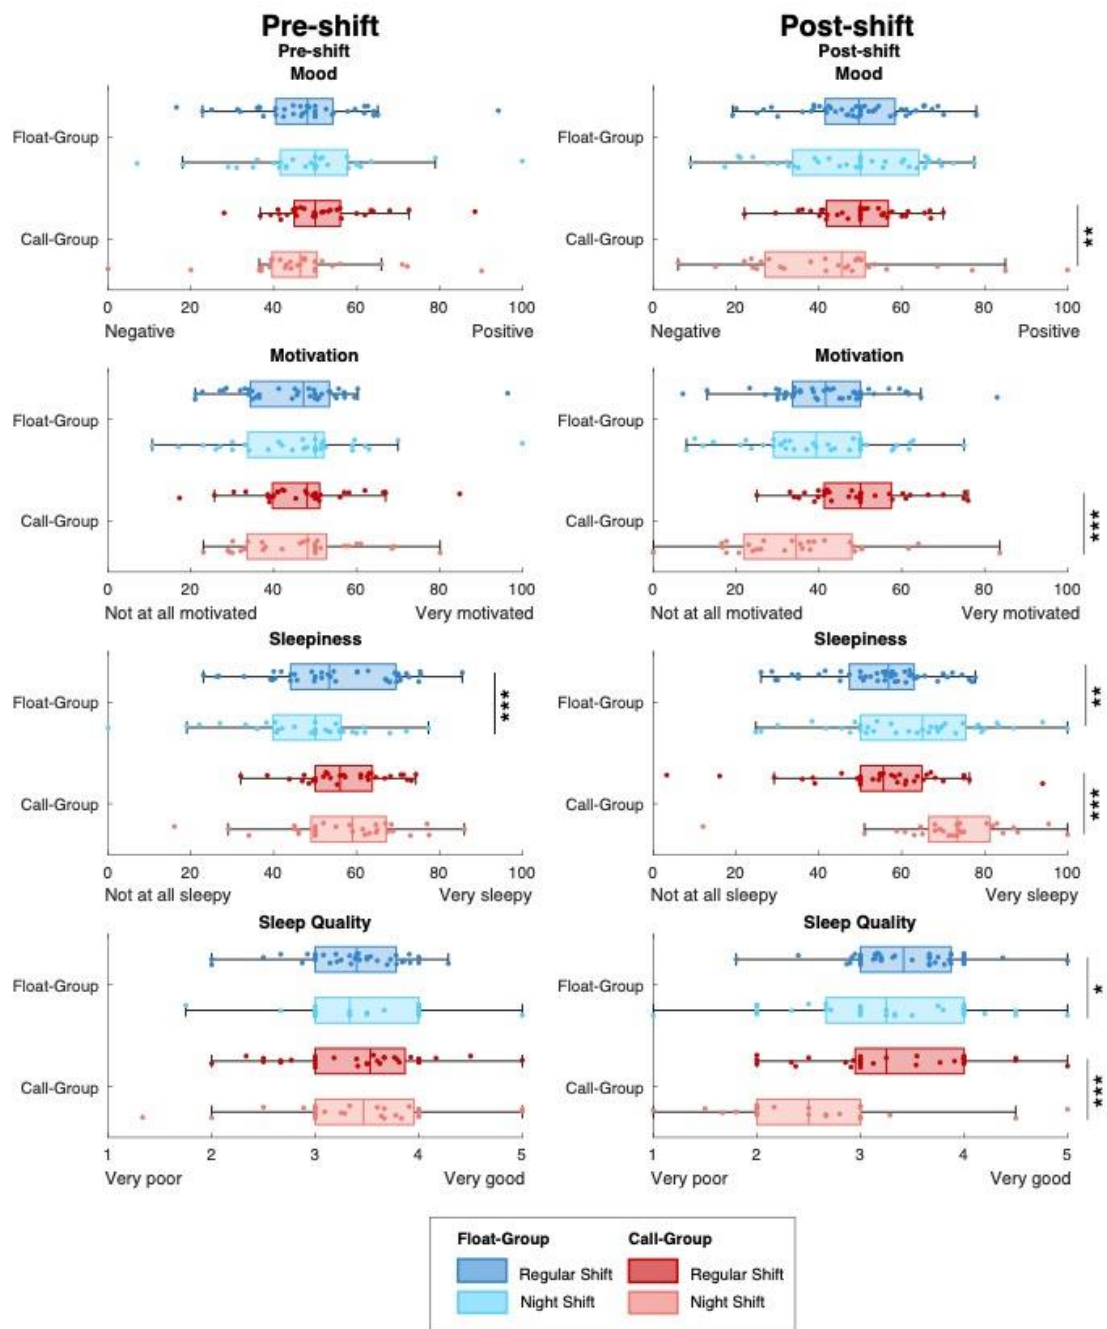 Pre-shift Post-shift
Pre-shift Post-shift
Mood Mood
Float-Group Float-Group
Call-Group Call-Group
**
0 20 40 60 80 100 0 20 40 60 80 100
Negative Positive Negative Positive
Motivation Motivation
Float-Group Float-Group
Call-Group Call-Group
***
0 20 40 60 80 100 0 20 40 60 80 100
Not at all motivated Very motivated Not at all motivated Very motivated
Sleepiness Sleepiness
Float-Group *** Float-Group **
Call-Group Call-Group ***
0 20 40 60 80 100 0 20 40 60 80 100
Not at all sleepy Very sleepy Not at all sleepy Very sleepy
Sleep Quality Sleep Quality
Float-Group Float-Group *
Call-Group Call-Group ***
1 2 3 4 5 1 2 3 4 5
Very poor Very good Very poor Very good
Float-Group Call-Group
Regular Shift Regular Shift
Night Shift Night Shift